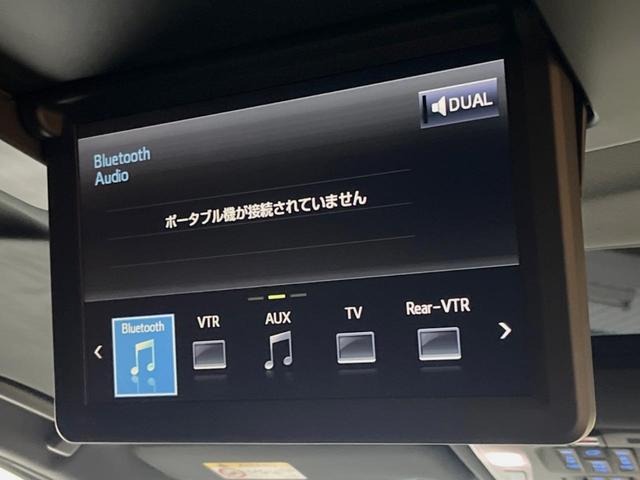 DUAL
Bluetooth
Audio
ポータブル機が接続されていません
Bluetooth VTR AUX TV Rear-VTR